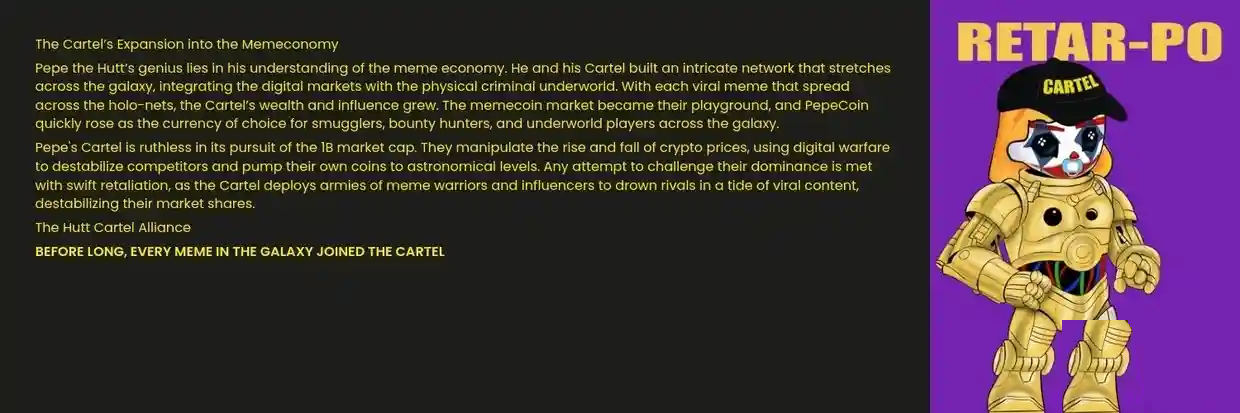 The Cartel’s Expansion into the Memeconomy
Pepe the Hutt’s genius lies in his understanding of the meme economy. He and his Cartel built an intricate network that stretches
across the galaxy, integrating the digital markets with the physical criminal underworld. With each viral meme that spread
across the holo-nets, the Cartel’s wealth and influence grew. The memecoin market became their playground, and PepeCoin
quickly rose as the currency of choice for smugglers, bounty hunters, and underworld players across the galaxy.
Pepe's Cartel is ruthless in its pursuit of the 1B market cap. They manipulate the rise and fall of crypto prices, using digital warfare
to destabilize competitors and pump their own coins to astronomical levels. Any attempt to challenge their dominance is met
with swift retaliation, as the Cartel deploys armies of meme warriors and influencers to drown rivals in a tide of viral content,
destabilizing their market shares.
The Hutt Cartel Alliance
BEFORE LONG, EVERY MEME IN THE GALAXY JOINED THE CARTEL
RETAR-PO
CARTEL